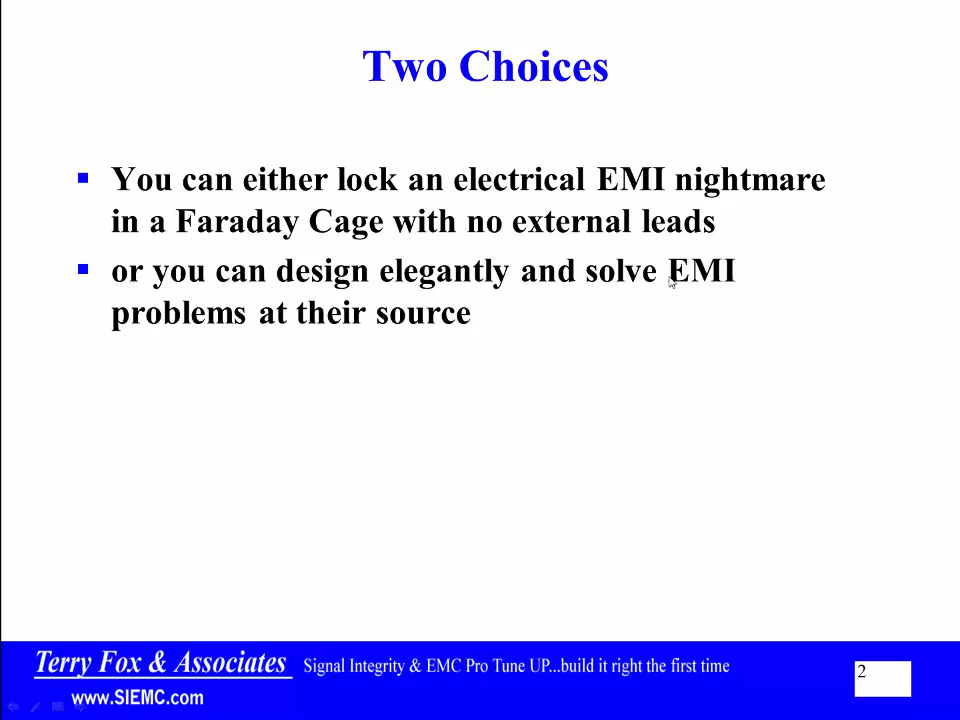 Two Choices
You can either lock an electrical EMI nightmare
in a Faraday Cage with no external leads
or you can design elegantly and solve EMI
problems at their source
Terry Fox & Associates Signal Integrity & EMC Pro Tune UP...build it right the first time
2
www.SIEMC.com